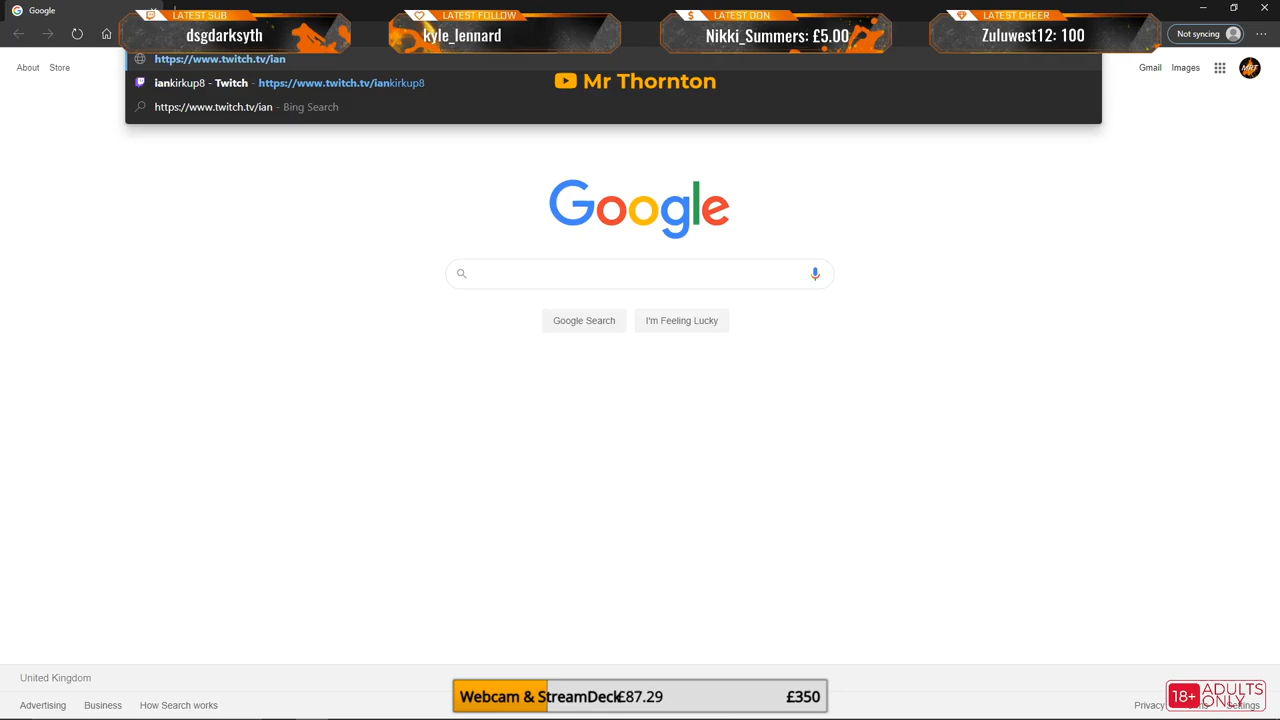 Google
LATEST SUB
dsgdarksyth
LATEST FOLLOW
kyle_lennard
LATEST DON
Nikki_Summers: £5.00
LATEST CHEER
Zuluwest12: 100
Not syncing
https://www.Twitch.tv/ian
iankirkup8 - Twitch - https://www.twitch.tv/iankirkup8
https://www.twitch.tv/ian - Bing Search
Mr Thornton
About Store
Gmail Images
MRT
Google
Google Search
I'm Feeling Lucky
United Kingdom
Advertising Business How Search works
Webcam & StreamDeck £87.29 £350
Privacy Settings
18+ ADULTS
ONLY